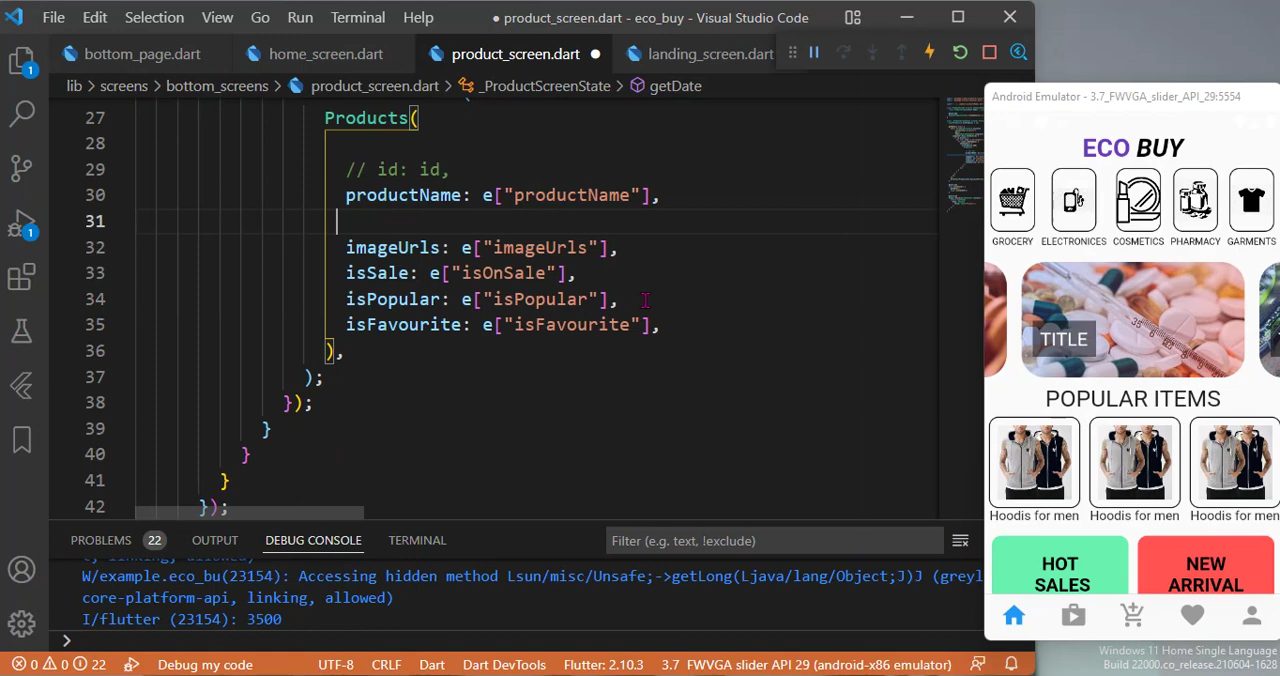 File Edit Selection View Go Run Terminal Help ● product_screen.dart - eco_buy - Visual Studio Code
bottom_page.dart home_screen.dart product_screen.dart ● landing_screen.dart
lib > screens > bottom_screens > product_screen.dart > _ProductScreenState > getDate
27 Products(
28
29 // id: id,
30 productName: e["productName"],
31
32 imageUrls: e["imageUrls"],
33 isSale: e["isOnSale"],
34 isPopular: e["isPopular"],
35 isFavourite: e["isFavourite"],
36 ),
37 );
38 });
39 }
40 }
41 }
42 });
1
1
PROBLEMS 22 OUTPUT DEBUG CONSOLE TERMINAL Filter (e.g. text, !exclude)
W/example.eco_bu(23154): Accessing hidden method Lsun/misc/Unsafe;->getLong(Ljava/lang/Object;J)J (greyl
core-platform-api, linking, allowed)
I/flutter (23154): 3500
>
0 0 22 Debug my code UTF-8 CRLF Dart Dart DevTools Flutter: 2.10.3 3.7 FWVGA slider API 29 (android-x86 emulator)
Android Emulator - 3.7_FWVGA_slider_API_29:5554
ECO BUY
GROCERY ELECTRONICES COSMETICS PHARMACY GARMENTS
TITLE
POPULAR ITEMS
Hoodis for men Hoodis for men Hoodis for men
HOT SALES
NEW ARRIVAL
Windows 11 Home Single Language
Build 22000.co_release.210604-1628